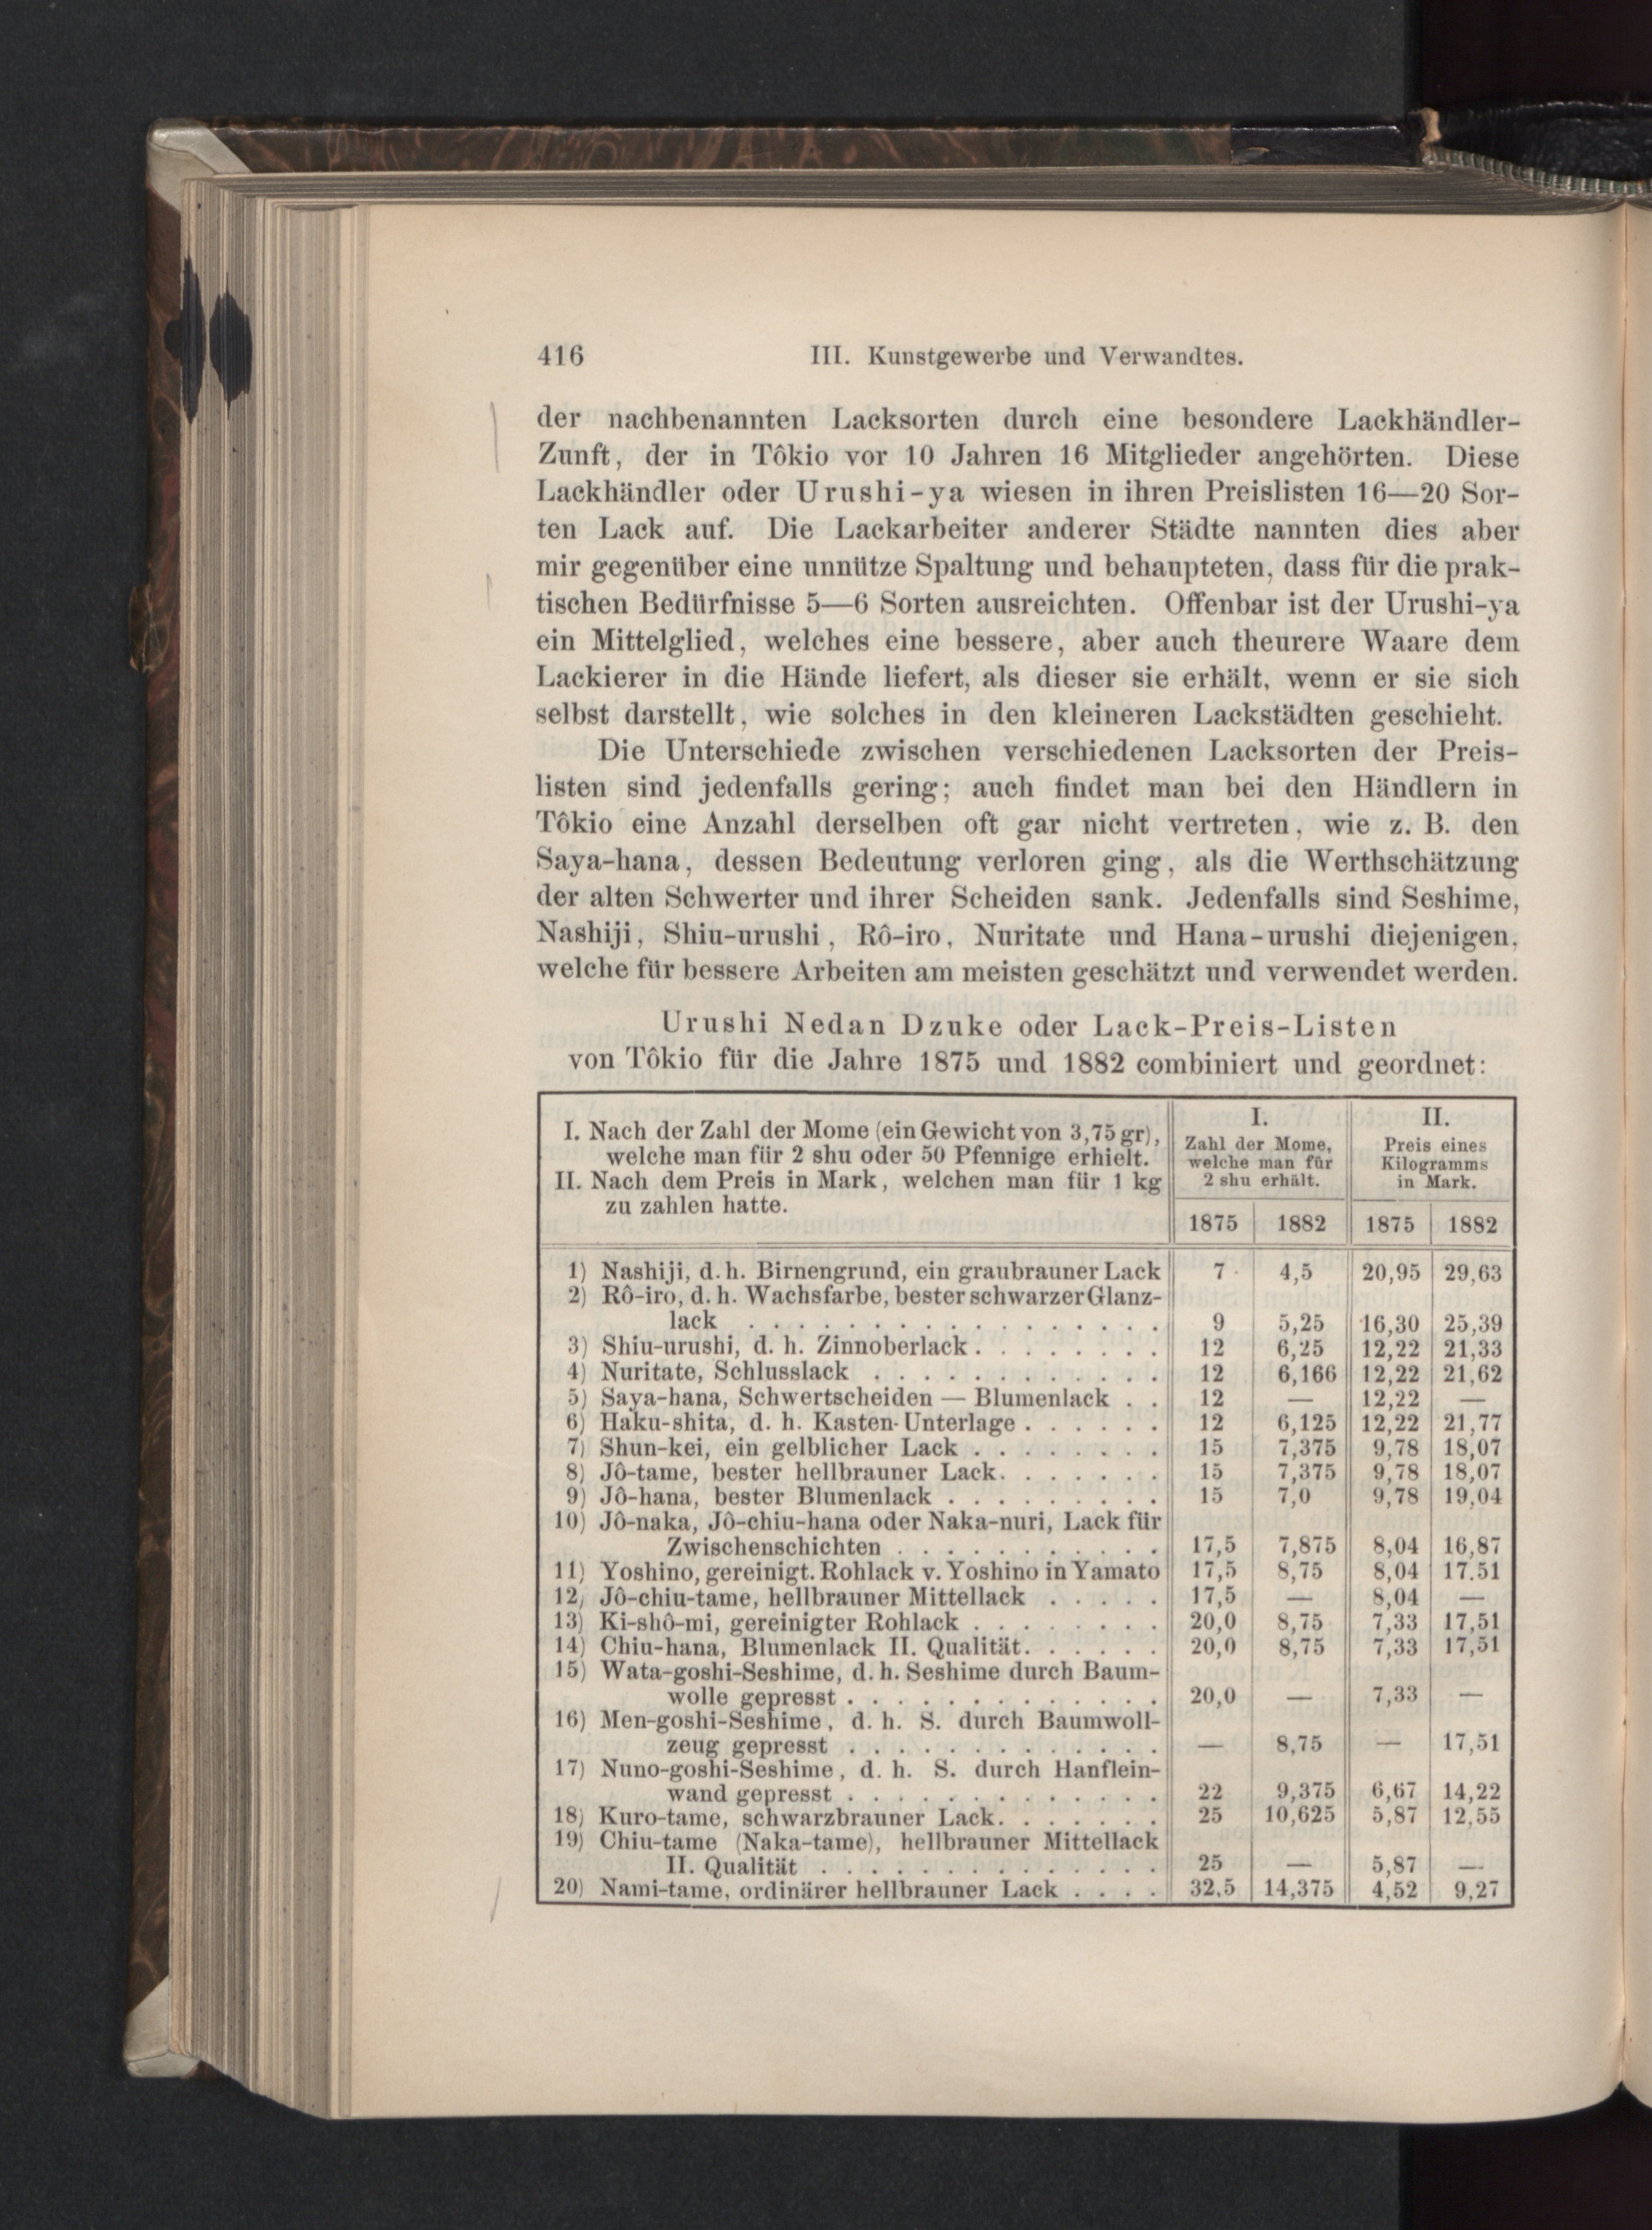 416 III. Kunstgewerbe und Verwandtes.
der nachbenannten Lacksorten durch eine besondere Lackhändler-
Zunft, der in Tôkio vor 10 Jahren 16 Mitglieder angehörten. Diese
Lackhändler oder Urushi-ya wiesen in ihren Preislisten 16—20 Sor-
ten Lack auf. Die Lackarbeiter anderer Städte nannten dies aber
mir gegenüber eine unnütze Spaltung und behaupteten, dass für die prak-
tischen Bedürfnisse 5—6 Sorten ausreichten. Offenbar ist der Urushi-ya
ein Mittelglied, welches eine bessere, aber auch theurere Waare dem
Lackierer in die Hände liefert, als dieser sie erhält, wenn er sie sich
selbst darstellt, wie solches in den kleineren Lackstädten geschieht.
Die Unterschiede zwischen verschiedenen Lacksorten der Preis-
listen sind jedenfalls gering; auch findet man bei den Händlern in
Tôkio eine Anzahl derselben oft gar nicht vertreten, wie z. B. den
Saya-hana, dessen Bedeutung verloren ging, als die Werthschätzung
der alten Schwerter und ihrer Scheiden sank. Jedenfalls sind Seshime,
Nashiji, Shiu-urushi, Rô-iro, Nuritate und Hana-urushi diejenigen,
welche für bessere Arbeiten am meisten geschätzt und verwendet werden.
Urushi Nedan Dzuke oder Lack-Preis-Listen
von Tôkio für die Jahre 1875 und 1882 combiniert und geordnet:
I. Nach der Zahl der Mome (ein Gewicht von 3,75 gr),
welche man für 2 shu oder 50 Pfennige erhielt.
II. Nach dem Preis in Mark, welchen man für 1 kg
zu zahlen hatte.
I.
Zahl der Mome,
welche man für
2 shu erhält.
II.
Preis eines
Kilogramms
in Mark.
1875 1882 1875 1882
1) Nashiji, d. h. Birnengrund, ein graubrauner Lack 7 4,5 20,95 29,63
2) Rô-iro, d. h. Wachsfarbe, bester schwarzer Glanz-
lack . . . . . . . . . . . . . . . . . 9 5,25 16,30 25,39
3) Shiu-urushi, d. h. Zinnoberlack . . . . . . . . 12 6,25 12,22 21,33
4) Nuritate, Schlusslack . . . . . . . . . . . . 12 6,166 12,22 21,62
5) Saya-hana, Schwertscheiden — Blumenlack . . 12 — 12,22 —
6) Haku-shita, d. h. Kasten-Unterlage . . . . . . 12 6,125 12,22 21,77
7) Shun-kei, ein gelblicher Lack . . . . . . . . 15 7,375 9,78 18,07
8) Jô-tame, bester hellbrauner Lack . . . . . . . 15 7,375 9,78 18,07
9) Jô-hana, bester Blumenlack . . . . . . . . . 15 7,0 9,78 19,04
10) Jô-naka, Jô-chiu-hana oder Naka-nuri, Lack für
Zwischenschichten . . . . . . . . . . . 17,5 7,875 8,04 16,87
11) Yoshino, gereinigt. Rohlack v. Yoshino in Yamato 17,5 8,75 8,04 17.51
12) Jô-chiu-tame, hellbrauner Mittellack . . . . . 17,5 — 8,04 —
13) Ki-shô-mi, gereinigter Rohlack . . . . . . . . 20,0 8,75 7,33 17,51
14) Chiu-hana, Blumenlack II. Qualität . . . . . . 20,0 8,75 7,33 17,51
15) Wata-goshi-Seshime, d. h. Seshime durch Baum-
wolle gepresst . . . . . . . . . . . . . 20,0 — 7,33 —
16) Men-goshi-Seshime, d. h. S. durch Baumwoll-
zeug gepresst . . . . . . . . . . . . . — 8,75 — 17,51
17) Nuno-goshi-Seshime, d. h. S. durch Hanflein-
wand gepresst . . . . . . . . . . . . . 22 9,375 6,67 14,22
18) Kuro-tame, schwarzbrauner Lack . . . . . . . 25 10,625 5,87 12,55
19) Chiu-tame (Naka-tame), hellbrauner Mittellack
II. Qualität . . . . . . . . . . . . . . 25 — 5,87 —
20) Nami-tame, ordinärer hellbrauner Lack . . . . 32,5 14,375 4,52 9,27